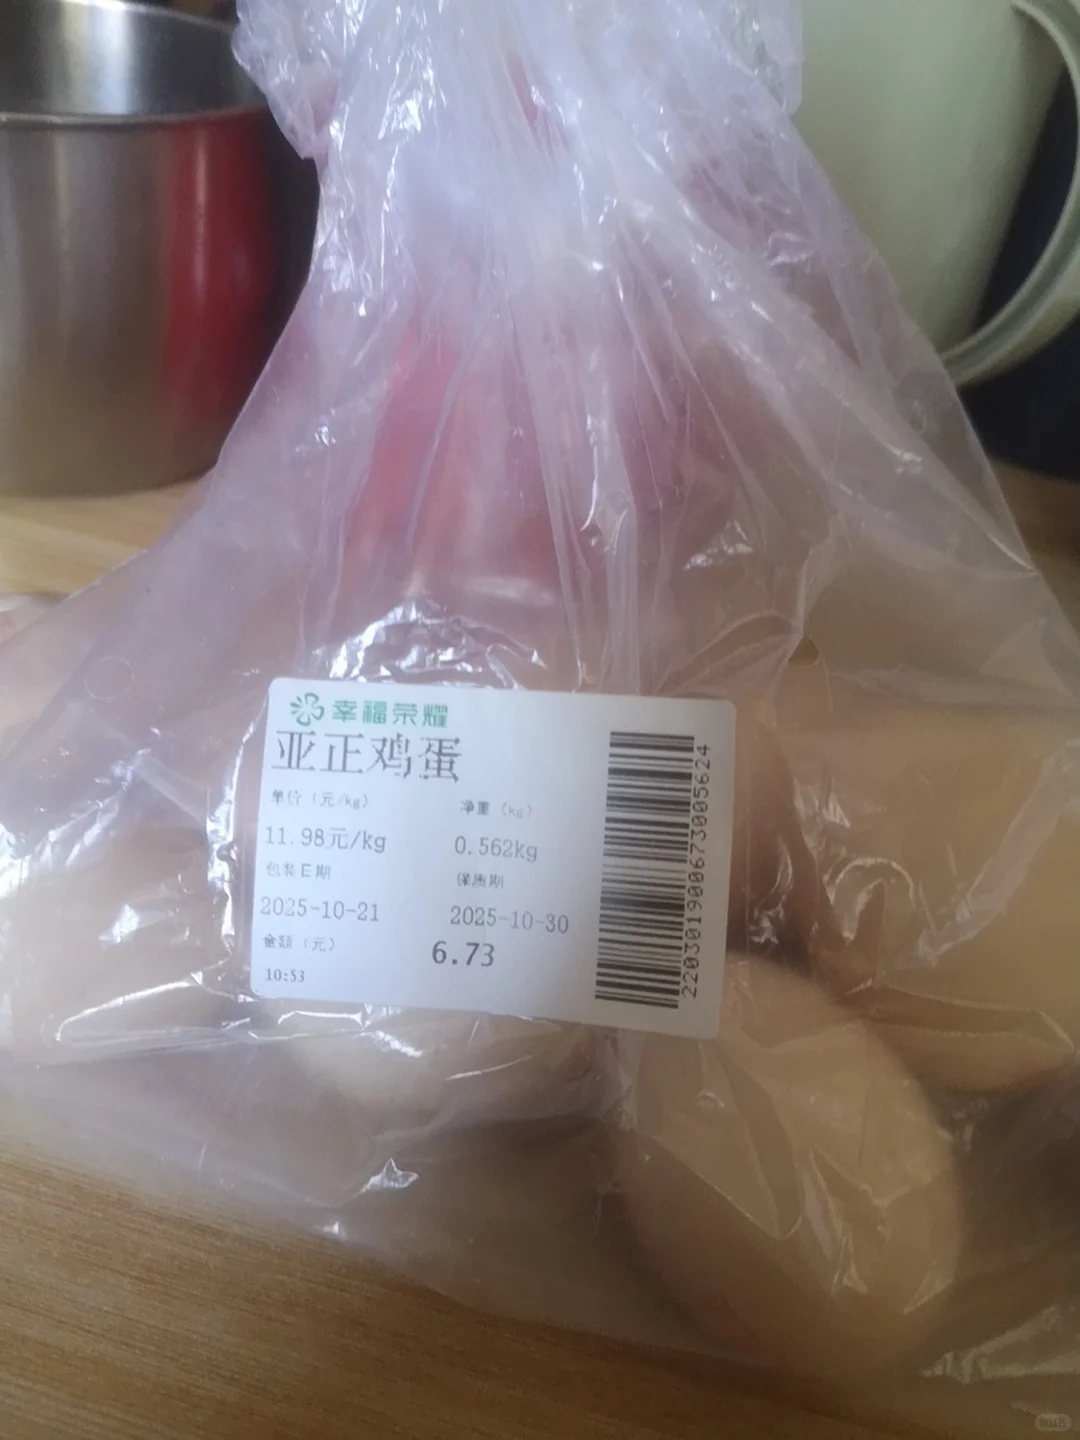 幸福荣耀
亚正鸡蛋
单价（元/kg） 净重（kg）
11.98元/kg 0.562kg
包装日期 保质期
2025-10-21 2025-10-30
金额（元） 6.73
10:53
2203019006730005624